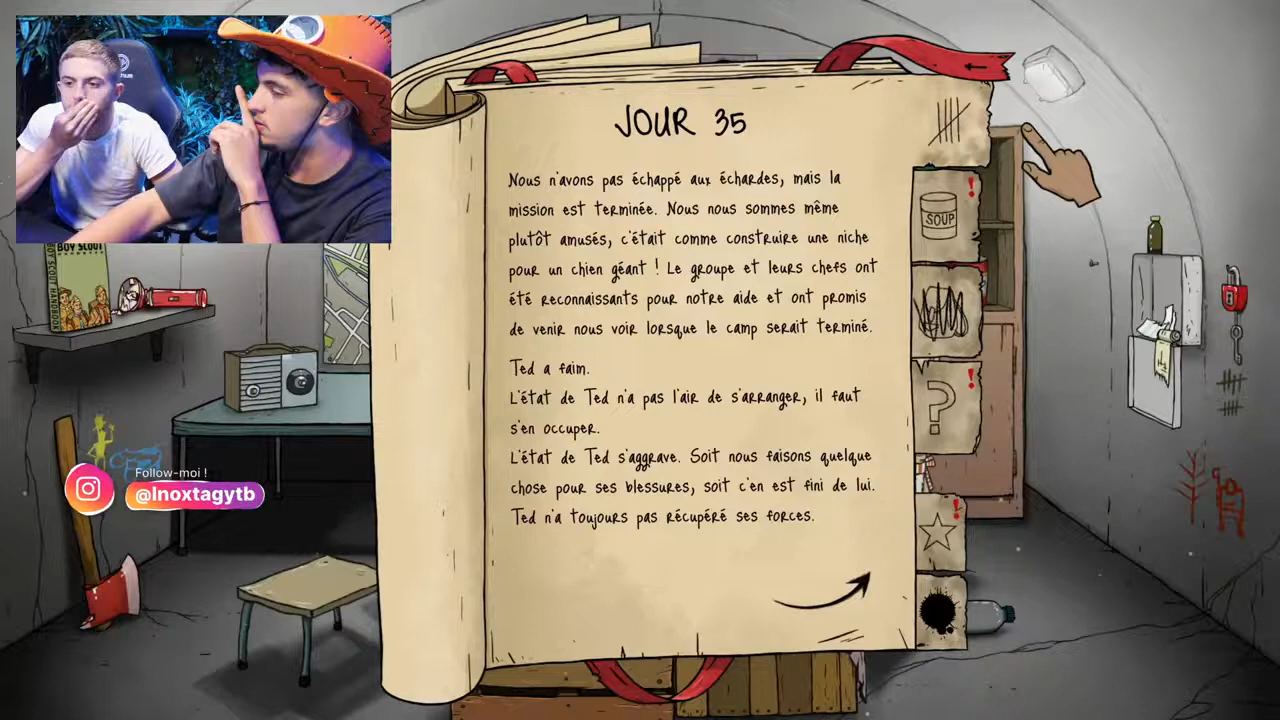 JOUR 35
Nous n'avons pas échappé aux échardes, mais la
mission est terminée. Nous nous sommes même
plutôt amusés, c'était comme construire une niche
pour un chien géant ! Le groupe et leurs chefs ont
été reconnaissants pour notre aide et ont promis
de venir nous voir lorsque le camp serait terminé.
Ted a faim.
L'état de Ted n'a pas l'air de s'arranger, il faut
s'en occuper.
L'état de Ted s'aggrave. Soit nous faisons quelque
chose pour ses blessures, soit c'en est fini de lui.
Ted n'a toujours pas récupéré ses forces.
SOUP
!
?
!
!
BOY SCOUT
BOY SCOUT HANDBOOK
Follow-moi !
@Inoxtagytb